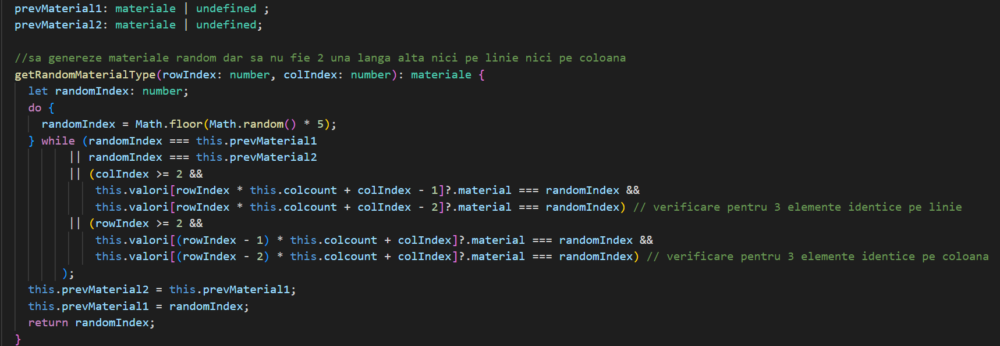 prevMaterial1: materiale | undefined ;
prevMaterial2: materiale | undefined;

//sa genereze materiale random dar sa nu fie 2 una langa alta nici pe linie nici pe coloana
getRandomMaterialType(rowIndex: number, colIndex: number): materiale {
  let randomIndex: number;
  do {
    randomIndex = Math.floor(Math.random() * 5);
  } while (randomIndex === this.prevMaterial1
        || randomIndex === this.prevMaterial2
        || (colIndex >= 2 &&
            this.valori[rowIndex * this.colcount + colIndex - 1]?.material === randomIndex &&
            this.valori[rowIndex * this.colcount + colIndex - 2]?.material === randomIndex) // verificare pentru 3 elemente identice pe linie
        || (rowIndex >= 2 &&
            this.valori[(rowIndex - 1) * this.colcount + colIndex]?.material === randomIndex &&
            this.valori[(rowIndex - 2) * this.colcount + colIndex]?.material === randomIndex) // verificare pentru 3 elemente identice pe coloana
       );
  this.prevMaterial2 = this.prevMaterial1;
  this.prevMaterial1 = randomIndex;
  return randomIndex;
}